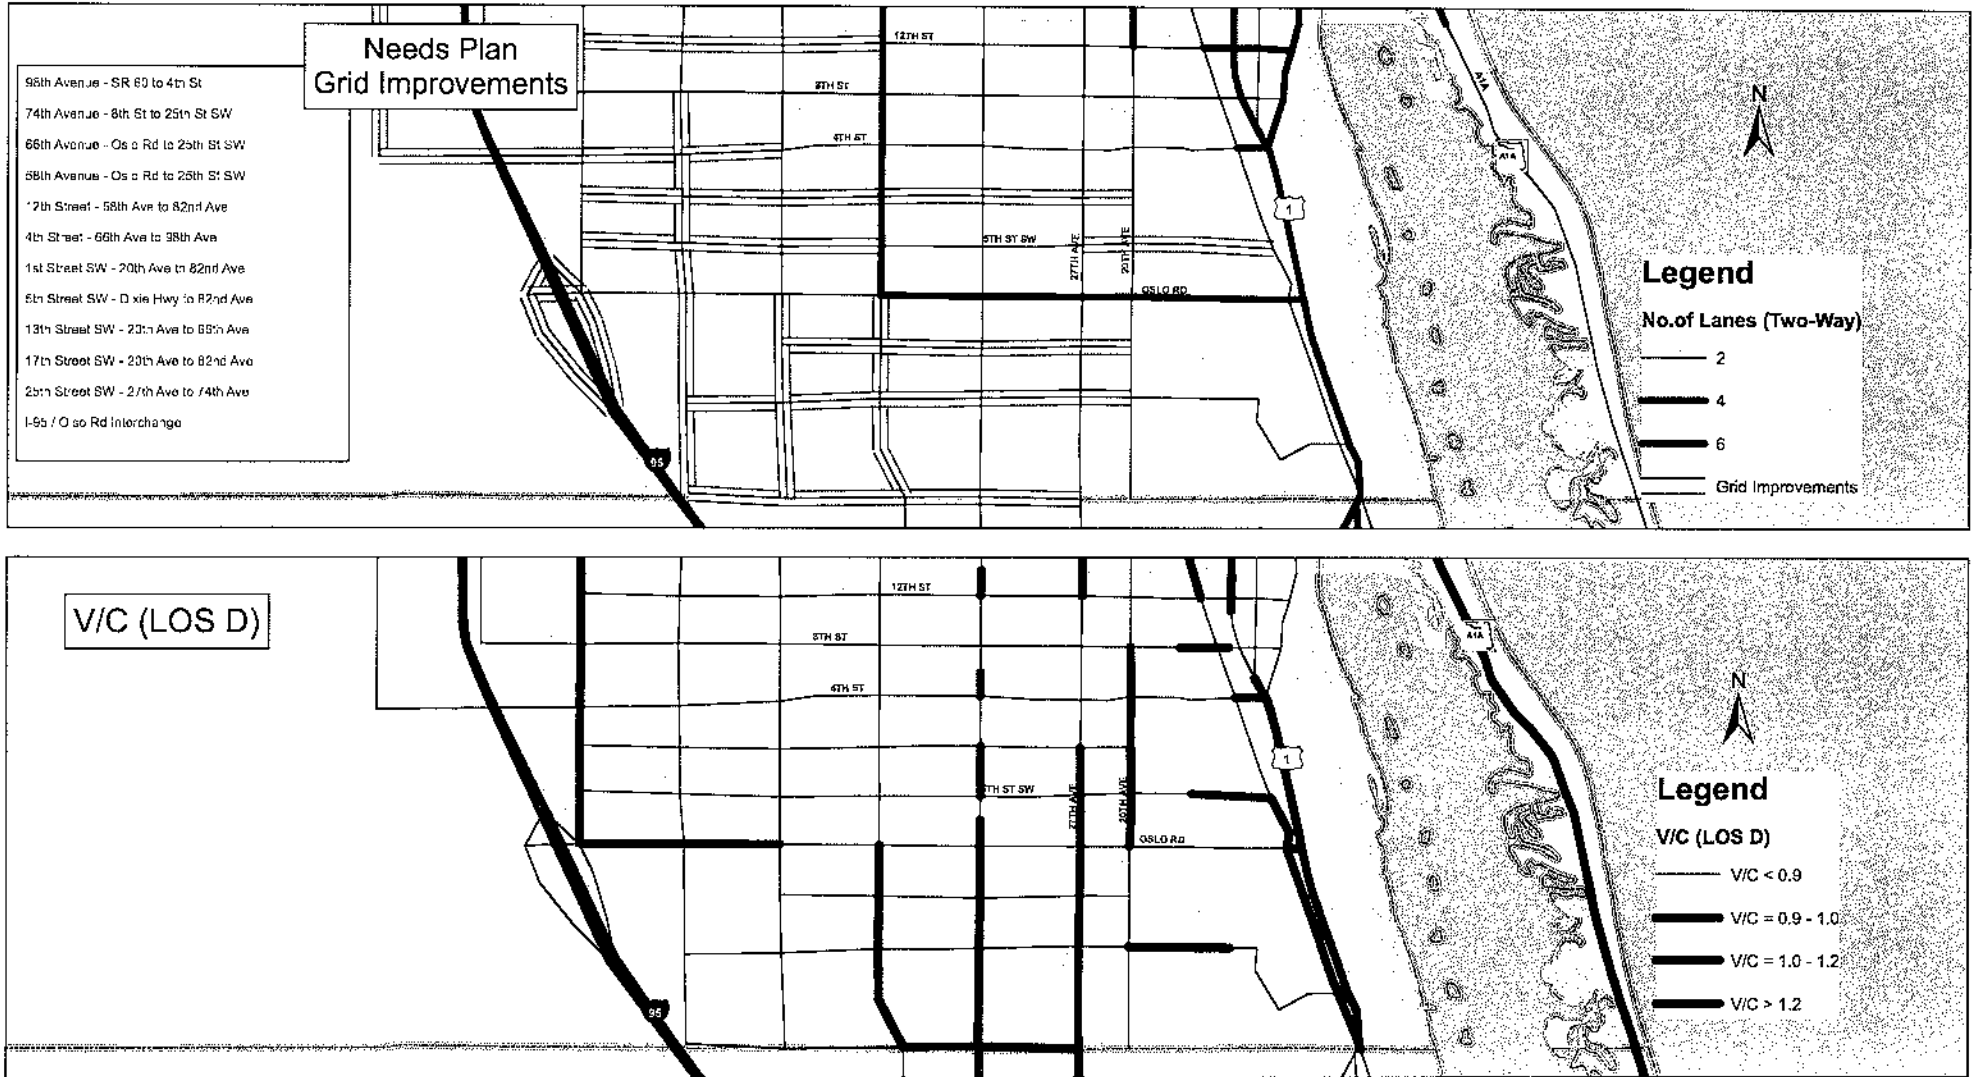 Needs Plan
Grid Improvements
98th Avenue - SR 60 to 4th St
74th Avenue - 8th St to 25th St SW
66th Avenue - Oslo Rd to 25th St SW
58th Avenue - Oslo Rd to 25th St SW
12th Street - 58th Ave to 82nd Ave
4th Street - 66th Ave to 98th Ave
1st Street SW - 20th Ave to 82nd Ave
5th Street SW - Dixie Hwy to 82nd Ave
13th Street SW - 20th Ave to 66th Ave
17th Street SW - 20th Ave to 82nd Ave
25th Street SW - 27th Ave to 74th Ave
I-95 / Olso Rd Interchange
12TH ST
8TH ST
4TH ST
5TH ST SW
27TH AVE
20TH AVE
OSLO RD
95
1
A1A
A1A
N
Legend
No.of Lanes (Two-Way)
2
4
6
Grid Improvements
V/C (LOS D)
12TH ST
8TH ST
4TH ST
TH ST SW
27TH AVE
20TH AVE
OSLO RD
95
1
A1A
N
Legend
V/C (LOS D)
V/C < 0.9
V/C = 0.9 - 1.0
V/C = 1.0 - 1.2
V/C > 1.2